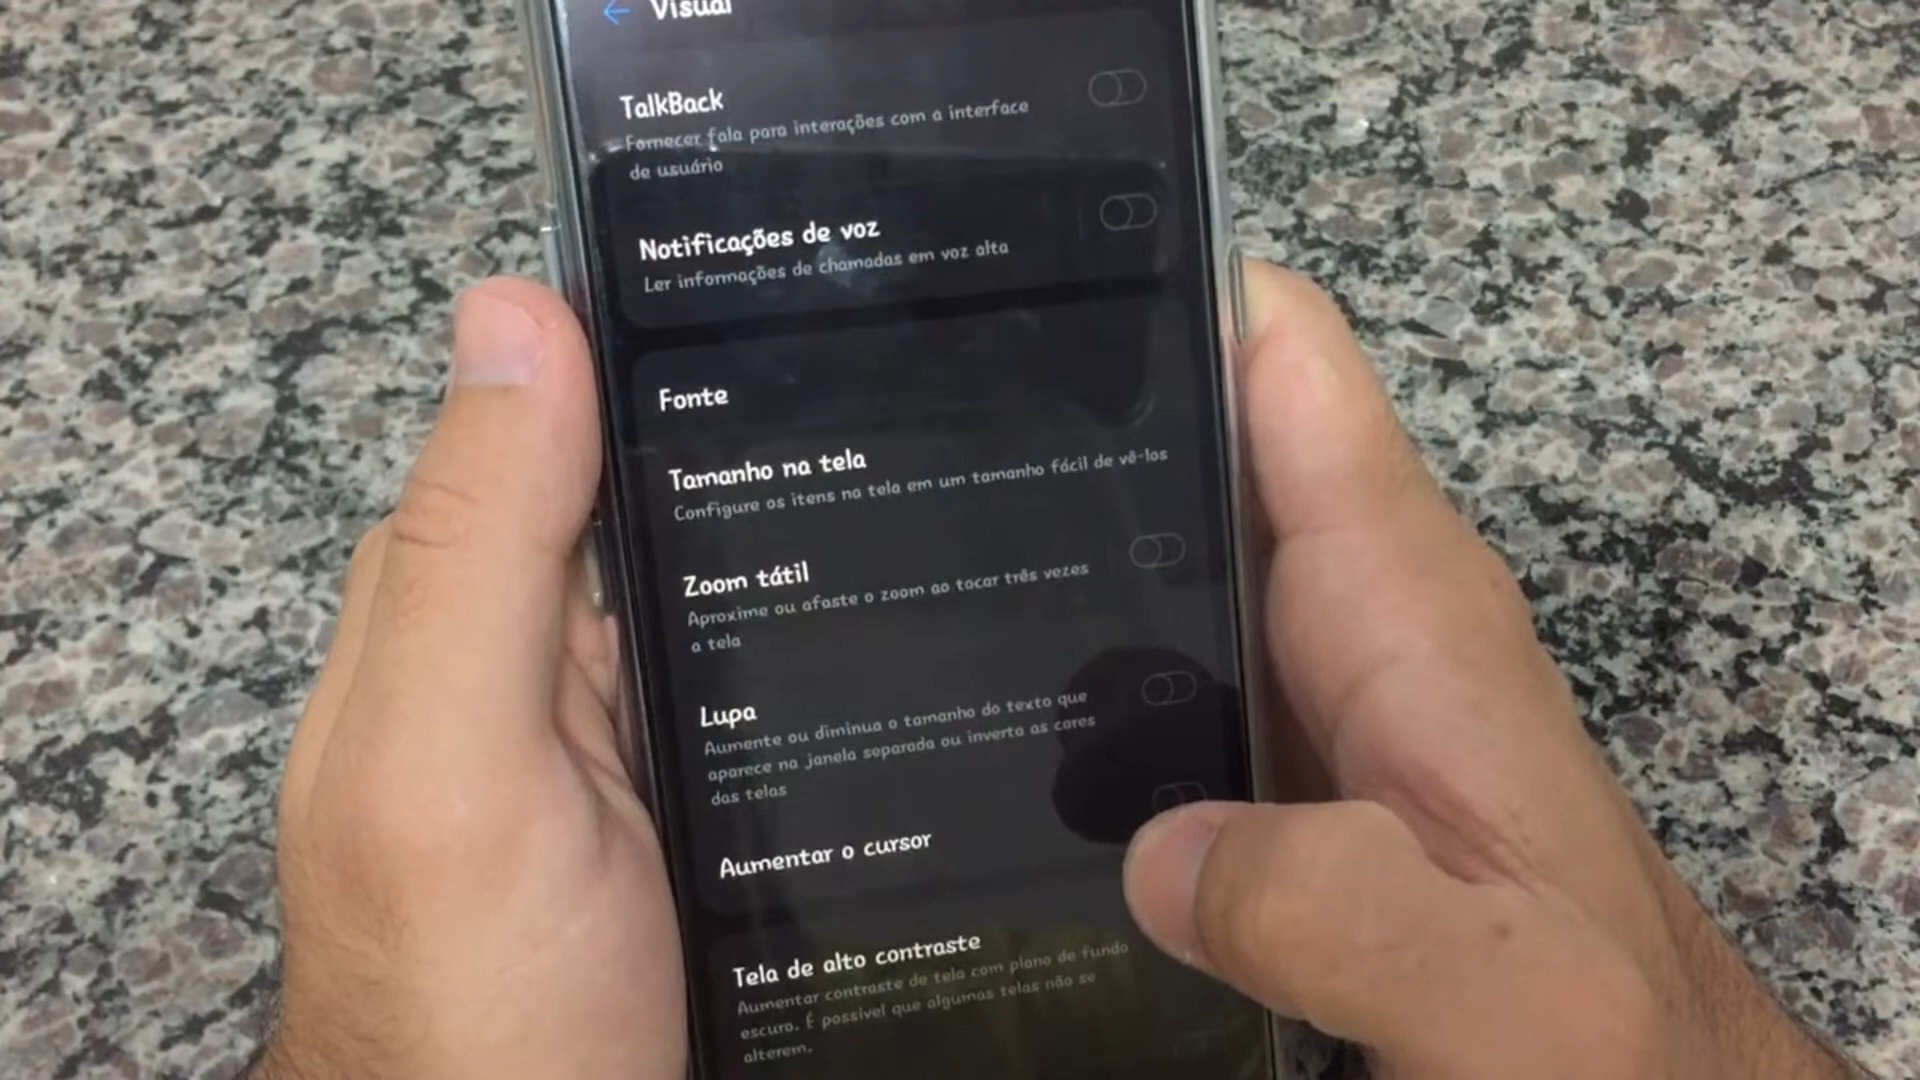 Visual
TalkBack
Fornecer fala para interações com a interface
de usuário
Notificações de voz
Ler informações de chamadas em voz alta
Fonte
Tamanho na tela
Configure os itens na tela em um tamanho fácil de vê-los
Zoom tátil
Aproxime ou afaste o zoom ao tocar três vezes
a tela
Lupa
Aumente ou diminua o tamanho do texto que
aparece na janela separada ou inverta as cores
das telas
Aumentar o cursor
Tela de alto contraste
Aumentar contraste de tela com plano de fundo
escuro. É possível que algumas telas não se
alterem.